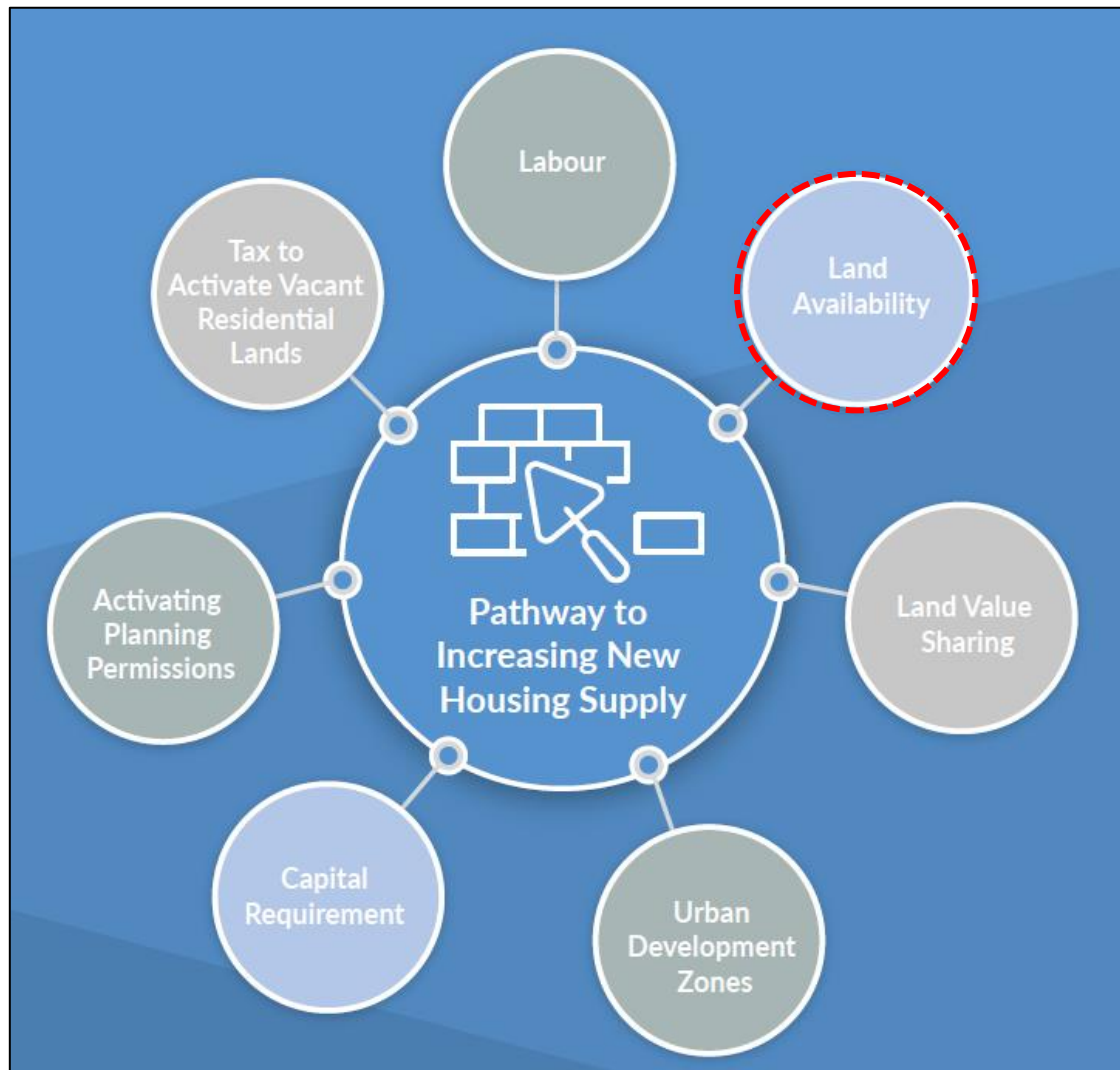 Labour
Land
Availability
Land Value
Sharing
Urban
Development
Zones
Capital
Requirement
Activating
Planning
Permissions
Tax to
Activate Vacant
Residential
Lands
Pathway to
Increasing New
Housing Supply